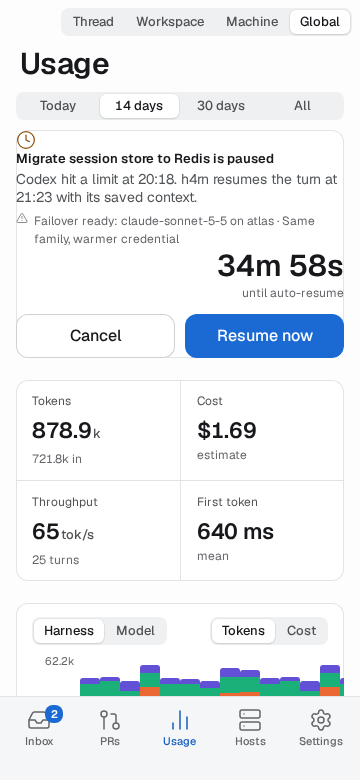 Thread Workspace Machine Global
Usage
Today 14 days 30 days All
Migrate session store to Redis is paused
Codex hit a limit at 20:18. h4m resumes the turn at
21:23 with its saved context.
Failover ready: claude-sonnet-5-5 on atlas · Same
family, warmer credential
34m 58s
until auto-resume
Cancel Resume now
Tokens Cost
878.9k $1.69
721.8k in estimate
Throughput First token
65 tok/s 640 ms
25 turns mean
Harness Model Tokens Cost
62.2k
2
Inbox PRs Usage Hosts Settings